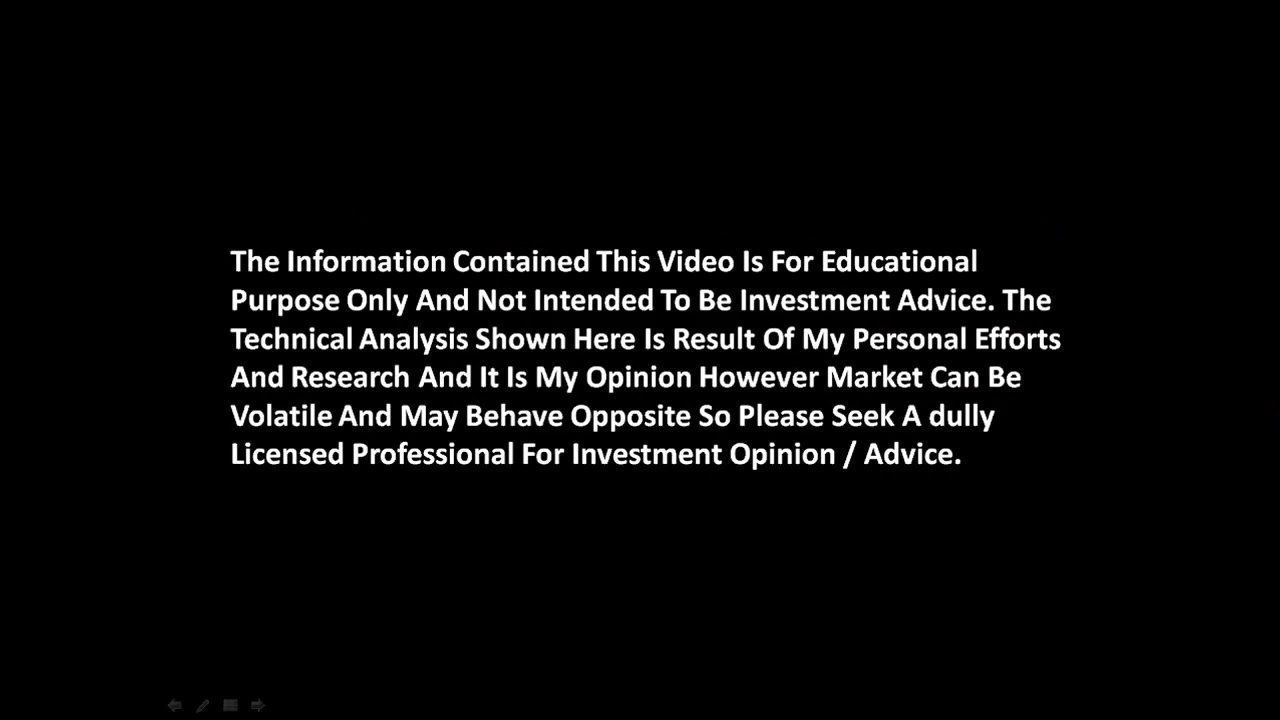 The Information Contained This Video Is For Educational
Purpose Only And Not Intended To Be Investment Advice. The
Technical Analysis Shown Here Is Result Of My Personal Efforts
And Research And It Is My Opinion However Market Can Be
Volatile And May Behave Opposite So Please Seek A dully
Licensed Professional For Investment Opinion / Advice.